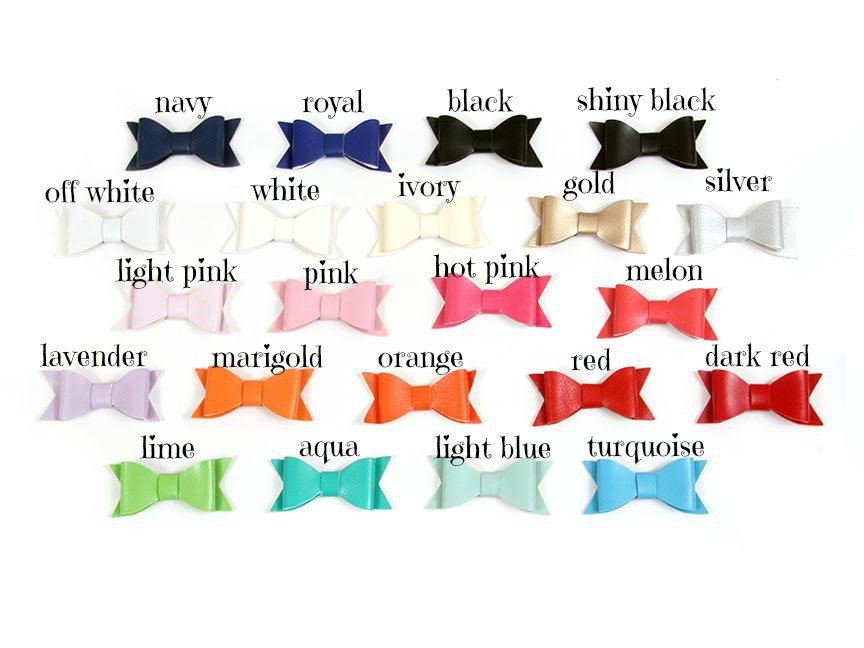 navy royal black shiny black
off white white ivory gold silver
light pink pink hot pink melon
lavender marigold orange red dark red
lime aqua light blue turquoise